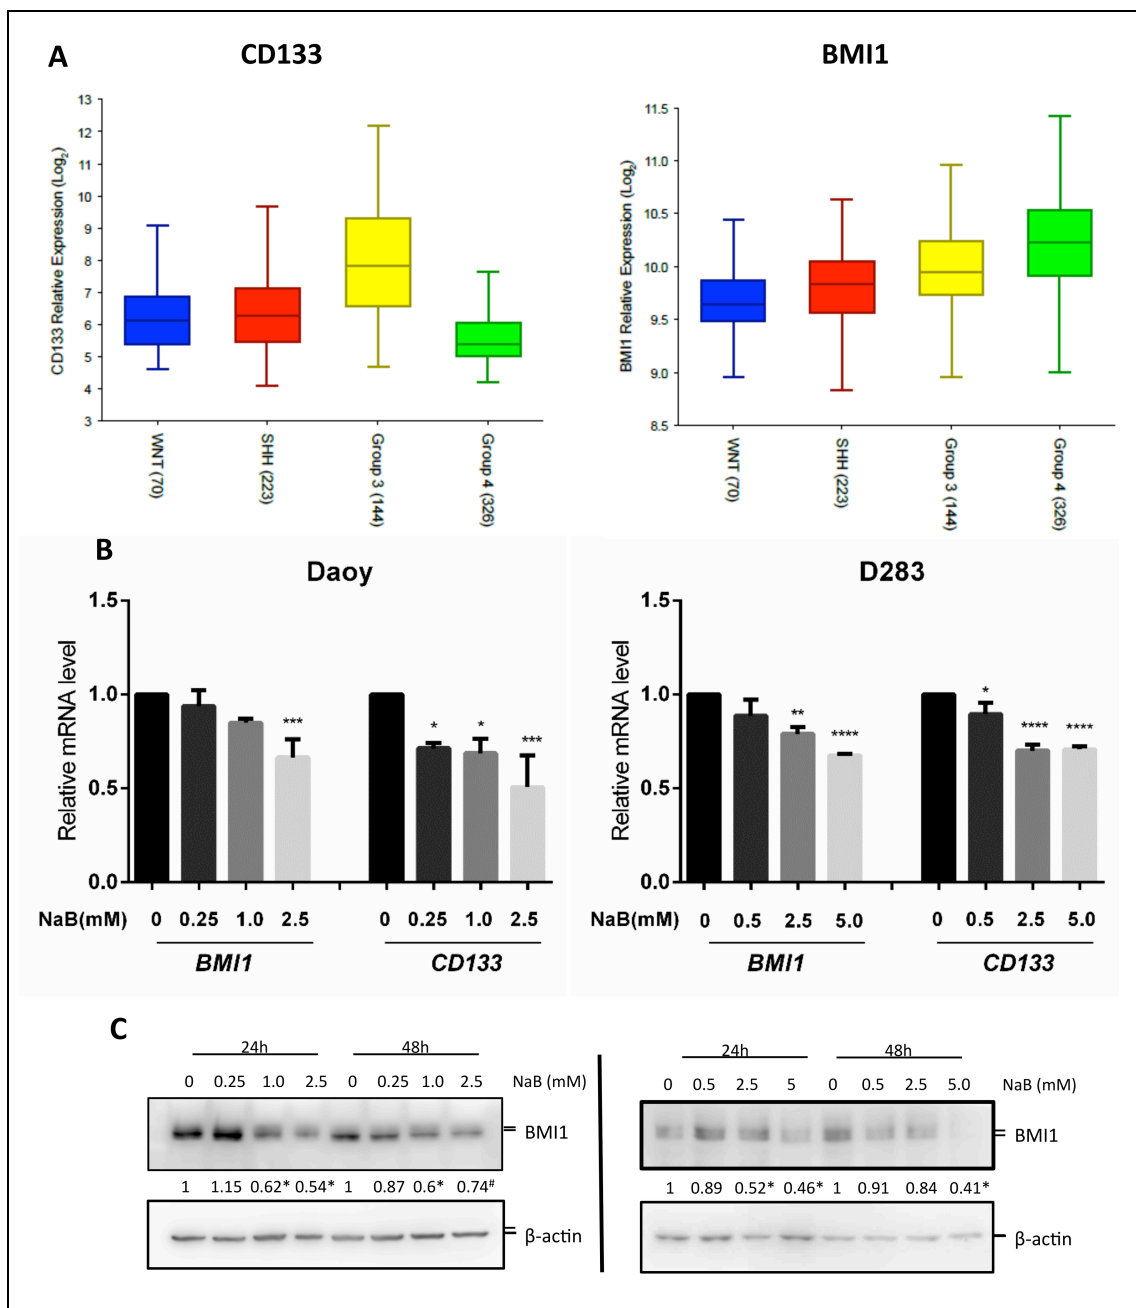 A
CD133
BMI1
CD133 Relative Expression (Log2)
13
12
11
10
9
8
7
6
5
4
3
WNT (70)
SHH (223)
Group 3 (144)
Group 4 (326)
BMI1 Relative Expression (Log2)
11.5
11.0
10.5
10.0
9.5
9.0
8.5
WNT (70)
SHH (223)
Group 3 (144)
Group 4 (326)
B
Daoy
Relative mRNA level
1.5
1.0
0.5
0.0
*** * * ***
NaB(mM) 0 0.25 1.0 2.5 0 0.25 1.0 2.5
BMI1 CD133
D283
Relative mRNA level
1.5
1.0
0.5
0.0
** **** * **** ****
NaB(mM) 0 0.5 2.5 5.0 0 0.5 2.5 5.0
BMI1 CD133
C
24h 48h
0 0.25 1.0 2.5 0 0.25 1.0 2.5 NaB (mM)
BMI1
1 1.15 0.62* 0.54* 1 0.87 0.6* 0.74#
β-actin
24h 48h
0 0.5 2.5 5 0 0.5 2.5 5.0 NaB (mM)
BMI1
1 0.89 0.52* 0.46* 1 0.91 0.84 0.41*
β-actin